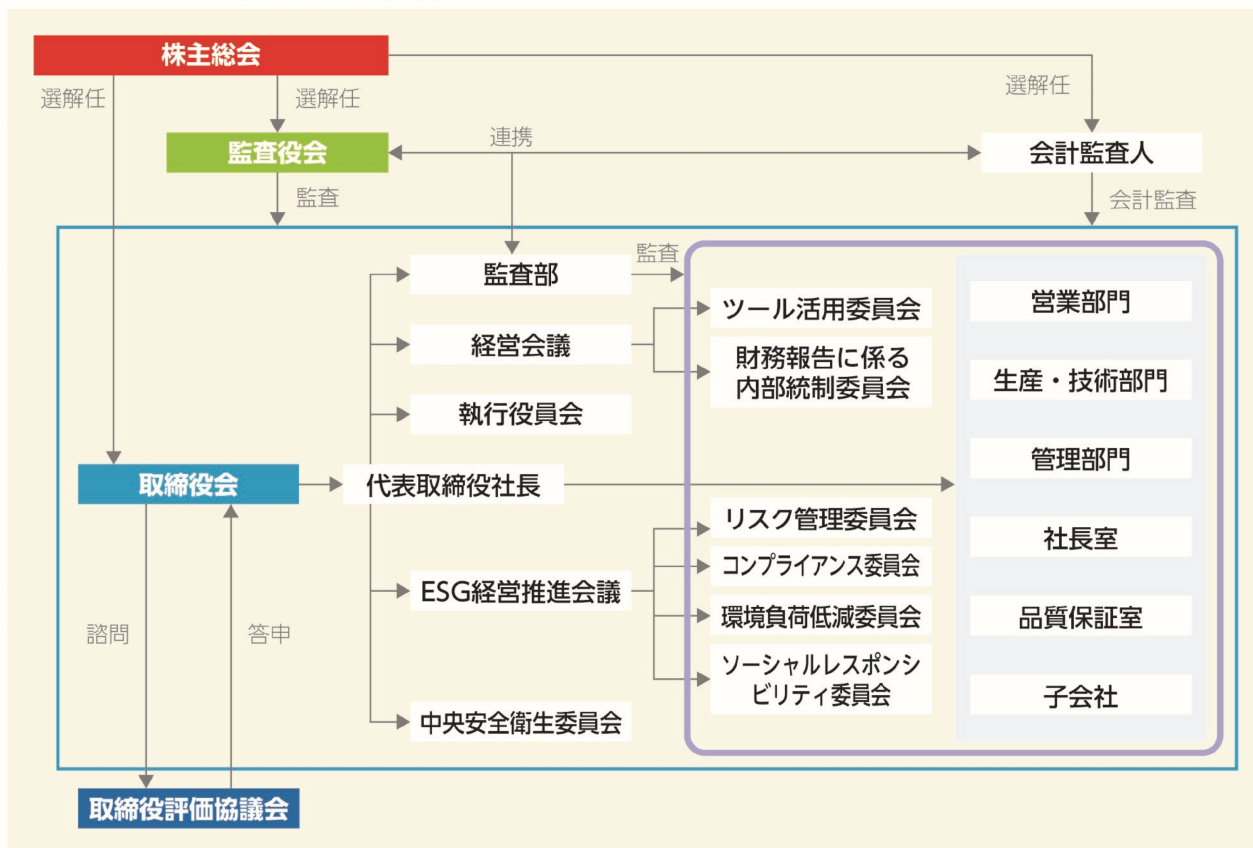 株主総会
選解任
選解任
選解任
監査役会
連携
会計監査人
監査
会計監査
監査部
監査
経営会議
執行役員会
取締役会
代表取締役社長
ESG経営推進会議
中央安全衛生委員会
ツール活用委員会
財務報告に係る
内部統制委員会
リスク管理委員会
コンプライアンス委員会
環境負荷低減委員会
ソーシャルレスポンシ
ビリティ委員会
営業部門
生産・技術部門
管理部門
社長室
品質保証室
子会社
諮問
答申
取締役評価協議会